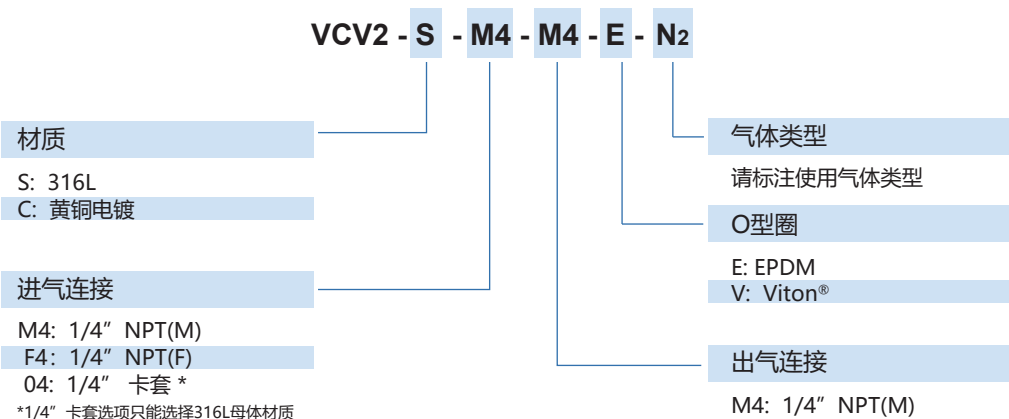 VCV2 - S - M4 - M4 - E - N2
材质
S: 316L
C: 黄铜电镀
进气连接
M4: 1/4" NPT(M)
F4: 1/4" NPT(F)
04: 1/4" 卡套 *
*1/4" 卡套选项只能选择316L母体材质
气体类型
请标注使用气体类型
O型圈
E: EPDM
V: Viton®
出气连接
M4: 1/4" NPT(M)